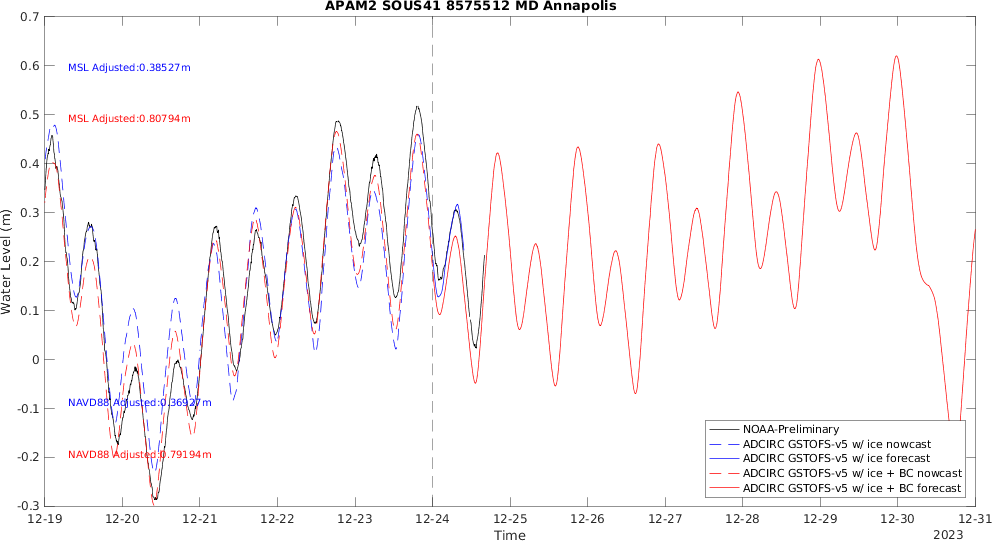 APAM2 SOUS41 8575512 MD Annapolis
0.7
0.6
0.5
0.4
0.3
0.2
0.1
0
-0.1
-0.2
-0.3
Water Level (m)
MSL Adjusted:0.38527m
MSL Adjusted:0.80794m
NAVD88 Adjusted:0.36927m
NAVD88 Adjusted:0.79194m
NOAA-Preliminary
ADCIRC GSTOFS-v5 w/ ice nowcast
ADCIRC GSTOFS-v5 w/ ice forecast
ADCIRC GSTOFS-v5 w/ ice + BC nowcast
ADCIRC GSTOFS-v5 w/ ice + BC forecast
12-19 12-20 12-21 12-22 12-23 12-24 12-25 12-26 12-27 12-28 12-29 12-30 12-31
Time
2023